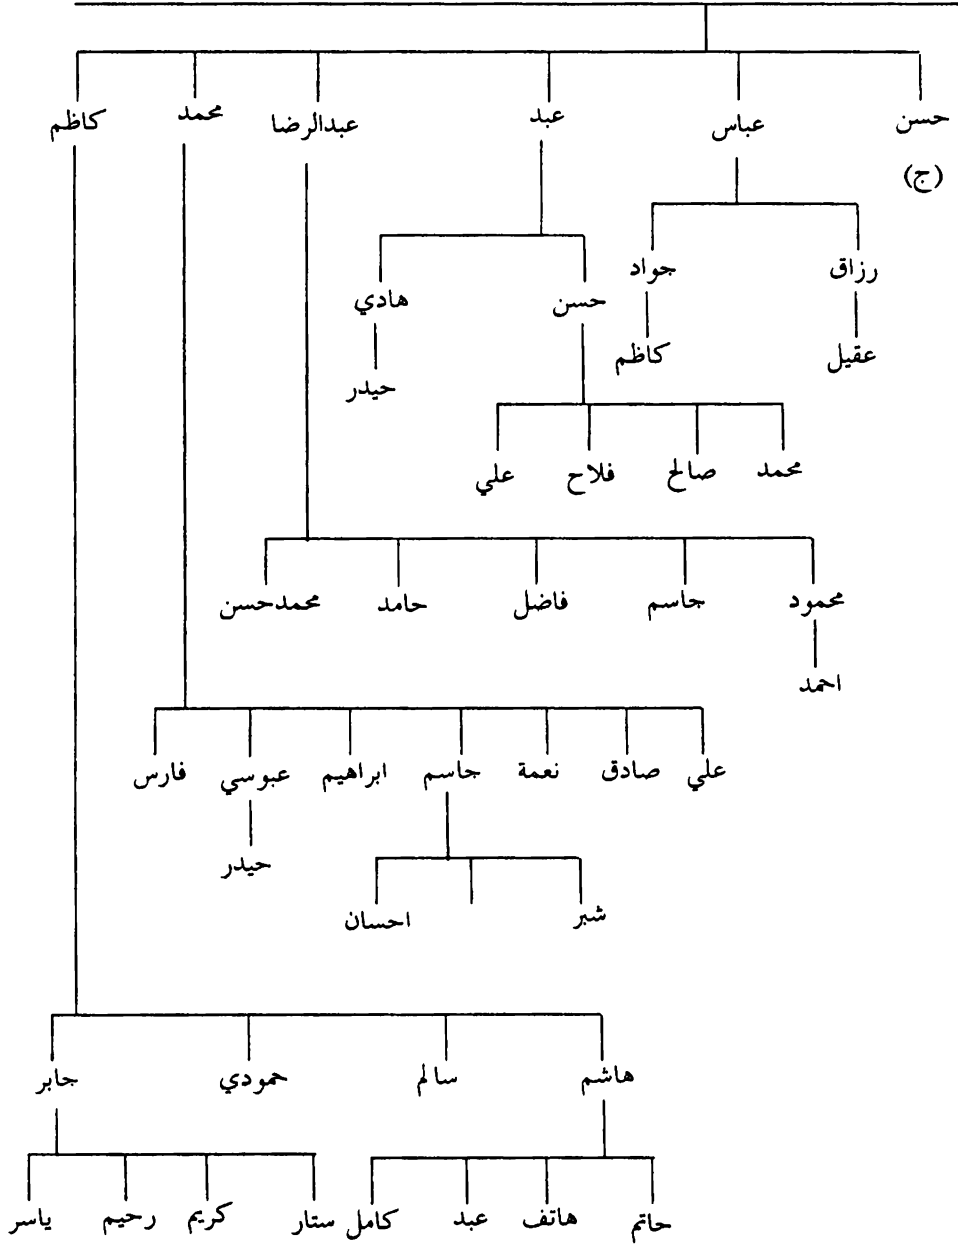 حسن عباس عبد عبدالرضا محمد كاظم
(ج)
رزاق جواد
حسن هادي
عقيل كاظم
حيدر
محمد صالح فلاح علي
محمود جاسم فاضل حامد محمدحسن
احمد
علي صادق نعمة جاسم ابراهيم عبوسي فارس
حيدر
شبر احسان
هاشم سالم حمودي جابر
حاتم هاتف عبد كامل ستار كريم رحيم ياسر